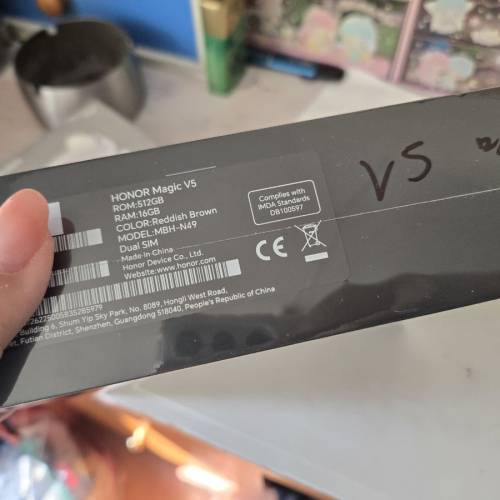 HONOR Magic V5
ROM:512GB
RAM:16GB
COLOR:Reddish Brown
MODEL:MBH-N49
Dual SIM
Made in China
Honor Device Co., Ltd.
Website:www.honor.com
Complies with
IMDA Standards
DB100597
CE
V5
Building 6, Shum Yip Sky Park, No. 8089, Hongli West Road,
Futian District, Shenzhen, Guangdong 518040, People's Republic of China